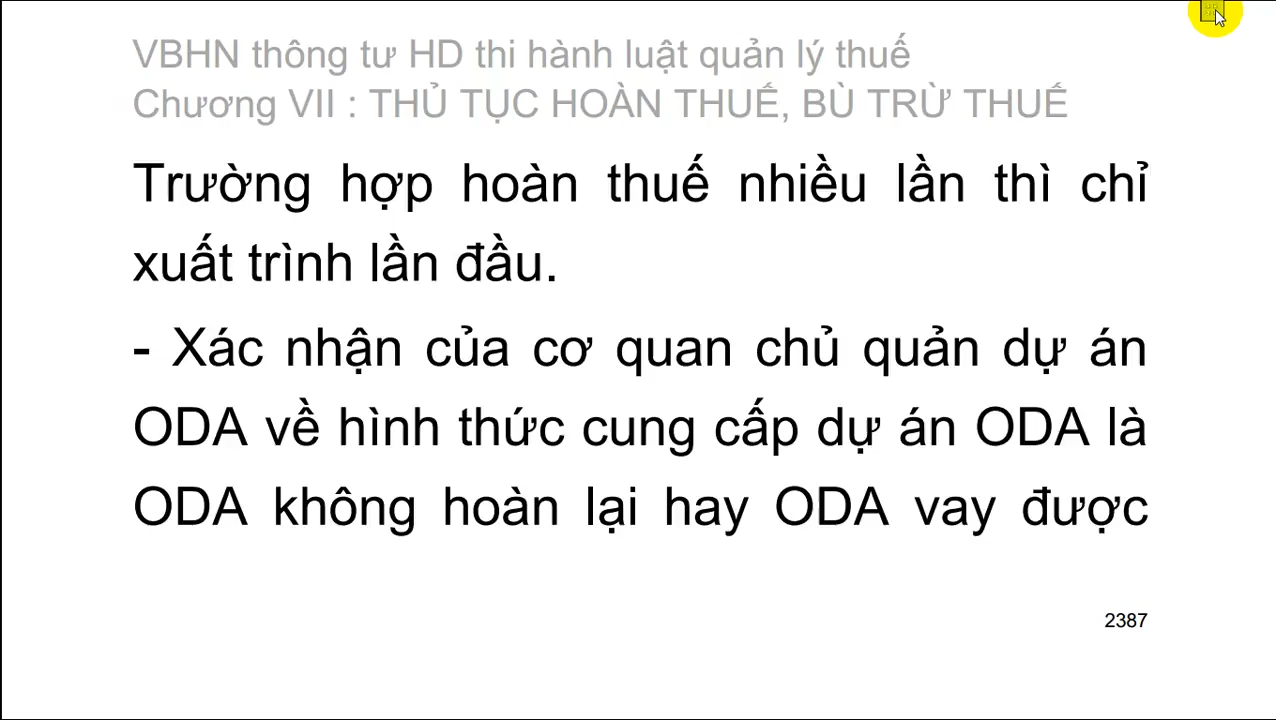 VBHN thông tư HD thi hành luật quản lý thuế
Chương VII : THỦ TỤC HOÀN THUẾ, BÙ TRỪ THUẾ
Trường hợp hoàn thuế nhiều lần thì chỉ
xuất trình lần đầu.
- Xác nhận của cơ quan chủ quản dự án
ODA về hình thức cung cấp dự án ODA là
ODA không hoàn lại hay ODA vay được
2387